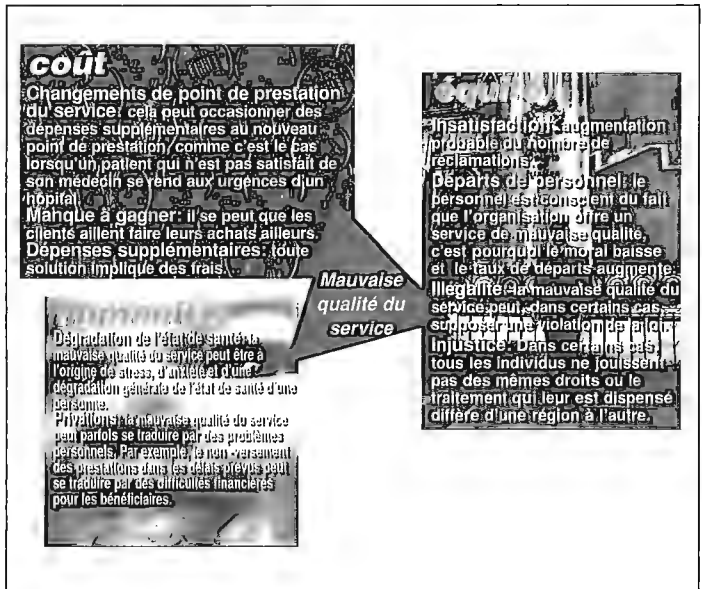 coût
Changements de point de prestation
du service: cela peut occasionner des
dépenses supplémentaires au nouveau
point de prestation, comme c'est le cas
lorsqu'un patient qui n'est pas satisfait de
son médecin se rend aux urgences d'un
hôpital.
Manque à gagner: il se peut que les
clients aillent faire leurs achats ailleurs.
Dépenses supplémentaires: toute
solution implique des frais.
Dégradation de l'état de santé: la
mauvaise qualité du service peut être à
l'origine de stress, d'anxiété et d'une
dégradation générale de l'état de santé d'une
personne.
Privations: la mauvaise qualité du service
peut parfois se traduire par des problèmes
personnels. Par exemple, le non-versement
des prestations dans les délais prévus peut
se traduire par des difficultés financières
pour les bénéficiaires.
Mauvaise
qualité du
service
équité
Insatisfaction: augmentation
probable du nombre de
réclamations.
Départs de personnel: le
personnel est conscient du fait
que l'organisation offre un
service de mauvaise qualité,
c'est pourquoi le moral baisse
et le taux de départs augmente.
Illégalité: la mauvaise qualité du
service peut, dans certains cas,
supposer une violation de la loi.
Injustice: Dans certains cas,
tous les individus ne jouissent
pas des mêmes droits ou le
traitement qui leur est dispensé
diffère d'une région à l'autre.